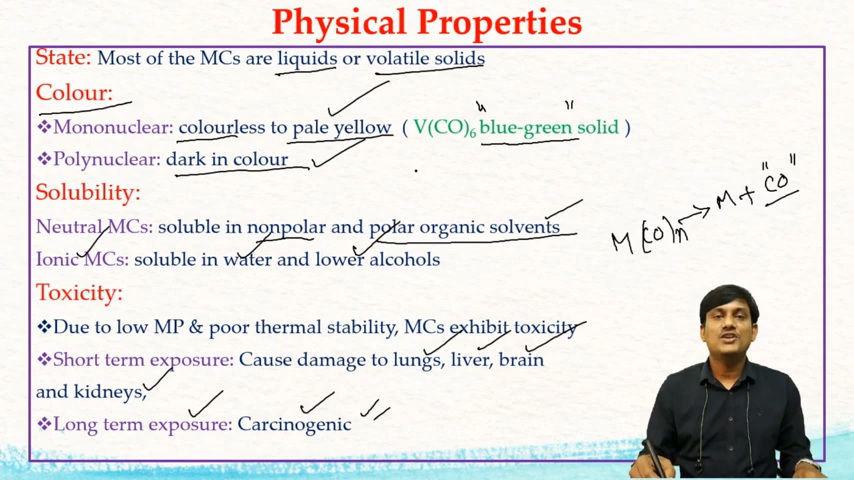 Physical Properties
State: Most of the MCs are liquids or volatile solids
Colour:
❖Mononuclear: colourless to pale yellow ( V(CO)₆ "blue-green" solid )
❖Polynuclear: dark in colour
Solubility:
Neutral MCs: soluble in nonpolar and polar organic solvents
Ionic MCs: soluble in water and lower alcohols
M(CO)n → M + "CO"
Toxicity:
❖Due to low MP & poor thermal stability, MCs exhibit toxicity
❖Short term exposure: Cause damage to lungs, liver, brain
and kidneys,
❖Long term exposure: Carcinogenic